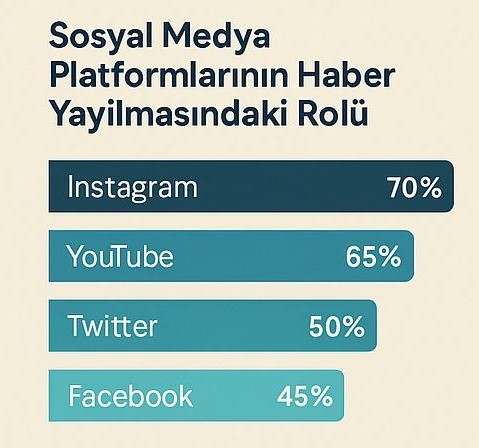 Sosyal Medya
Platformlarının Haber
Yayilmasındaki Rolü
Instagram 70%
YouTube 65%
Twitter 50%
Facebook 45%